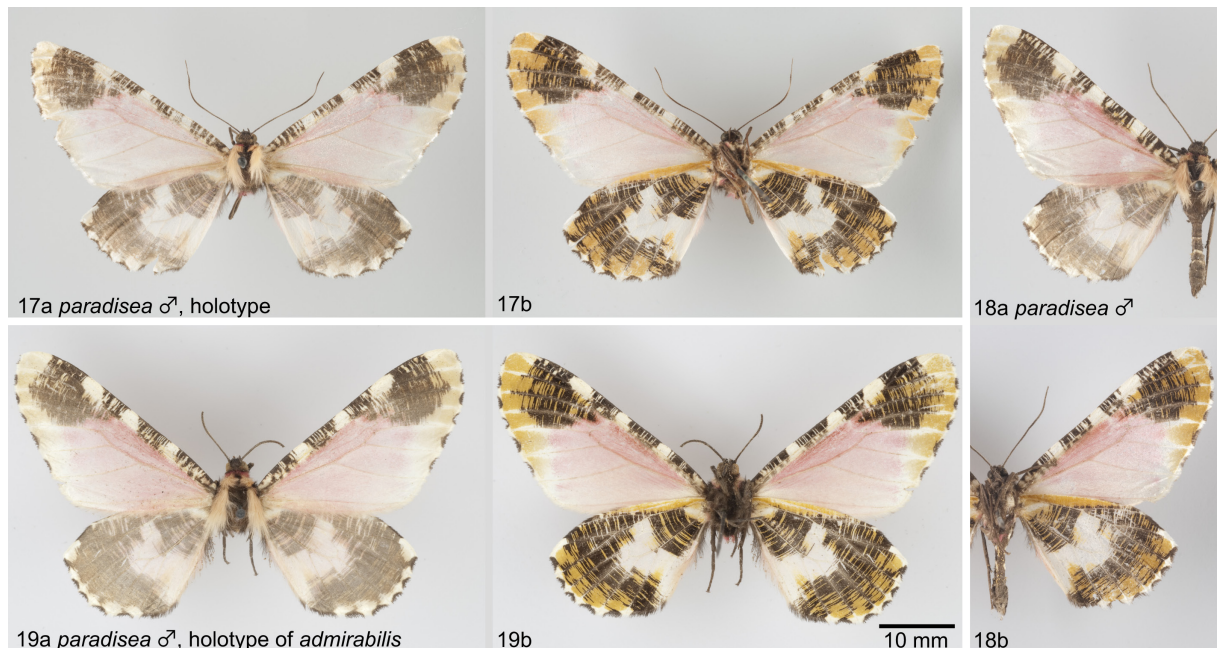 17a paradisea ♂, holotype
17b
18a paradisea ♂
19a paradisea ♂, holotype of admirabilis
19b
10 mm
18b